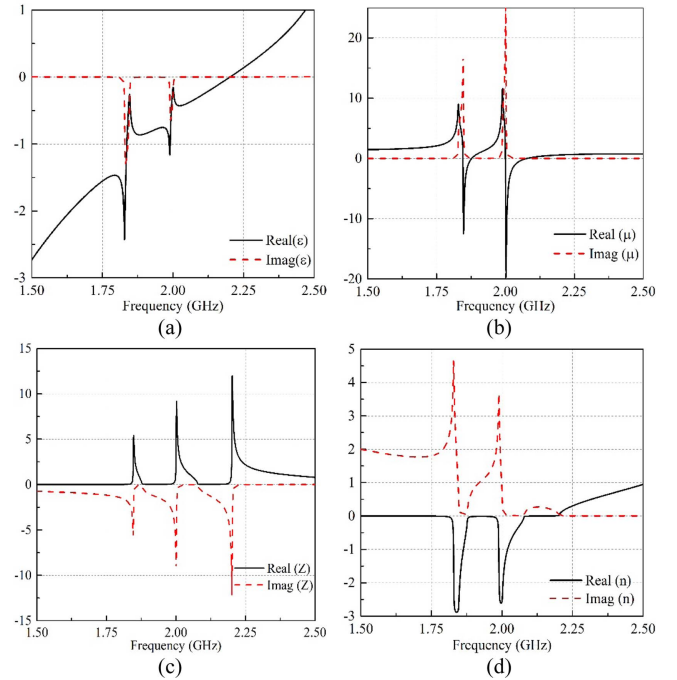 1
0
-1
-2
-3
Real(ε)
Imag(ε)
1.50 1.75 2.00 2.25 2.50
Frequency (GHz)
(a)
20
10
0
-10
-20
Real (μ)
Imag (μ)
1.50 1.75 2.00 2.25 2.50
Frequency (GHz)
(b)
15
10
5
0
-5
-10
-15
Real (Z)
Imag (Z)
1.50 1.75 2.00 2.25 2.50
Frequency (GHz)
(c)
5
4
3
2
1
0
-1
-2
-3
Real (n)
Imag (n)
1.50 1.75 2.00 2.25 2.50
Frequency (GHz)
(d)